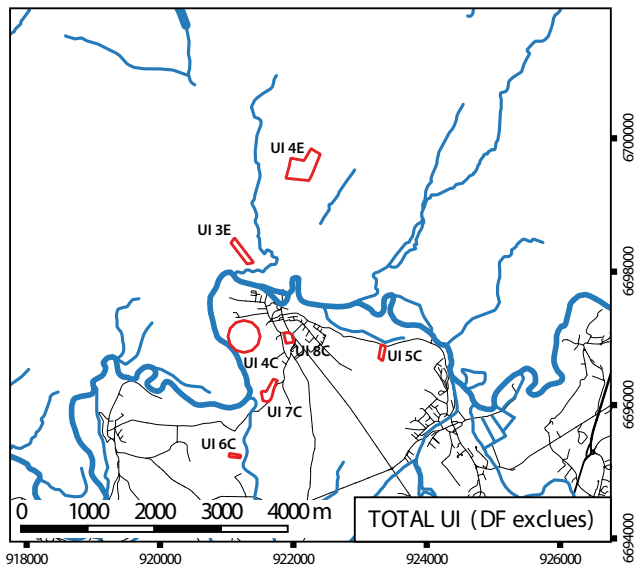 UI 4E
6700000
UI 3E
6698000
UI 4C
UI 8C
UI 5C
UI 7C
6696000
UI 6C
0 1000 2000 3000 4000 m
TOTAL UI (DF exclues)
6694000
918000 920000 922000 924000 926000